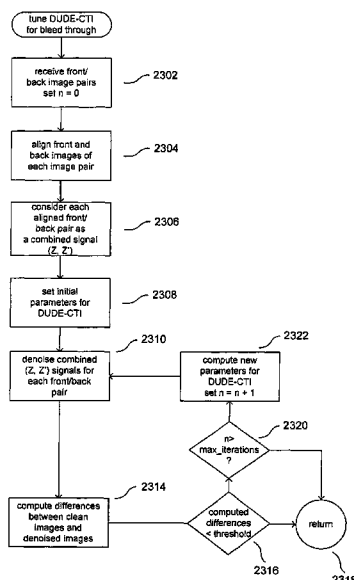 tune DUDE-CTI
for bleed through
receive front/
back image pairs
set n = 0
2302
align front and
back images of
each image pair
2304
consider each
aligned front/
back pair as
a combined signal
(Z, Z')
2306
set initial
parameters for
DUDE-CTI
2308
denoise combined
(Z, Z') signals for
each front/back
pair
2310
compute new
parameters for
DUDE-CTI
set n = n + 1
2322
n>
max_iterations
?
2320
compute differences
between clean
images and
denoised images
2314
computed
differences
< threshold
2316
return
2318